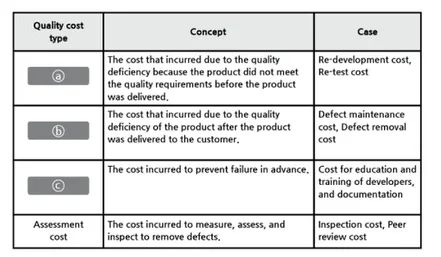 Quality cost type
Concept
Case
ⓐ
The cost that incurred due to the quality
deficiency because the product did not meet
the quality requirements before the product
was delivered.
Re-development cost,
Re-test cost
ⓑ
The cost that incurred due to the quality
deficiency of the product after the product
was delivered to the customer.
Defect maintenance
cost, Defect removal
cost
ⓒ
The cost incurred to prevent failure in advance.
Cost for education and
training of developers,
and documentation
Assessment
cost
The cost incurred to measure, assess, and
inspect to remove defects.
Inspection cost, Peer
review cost